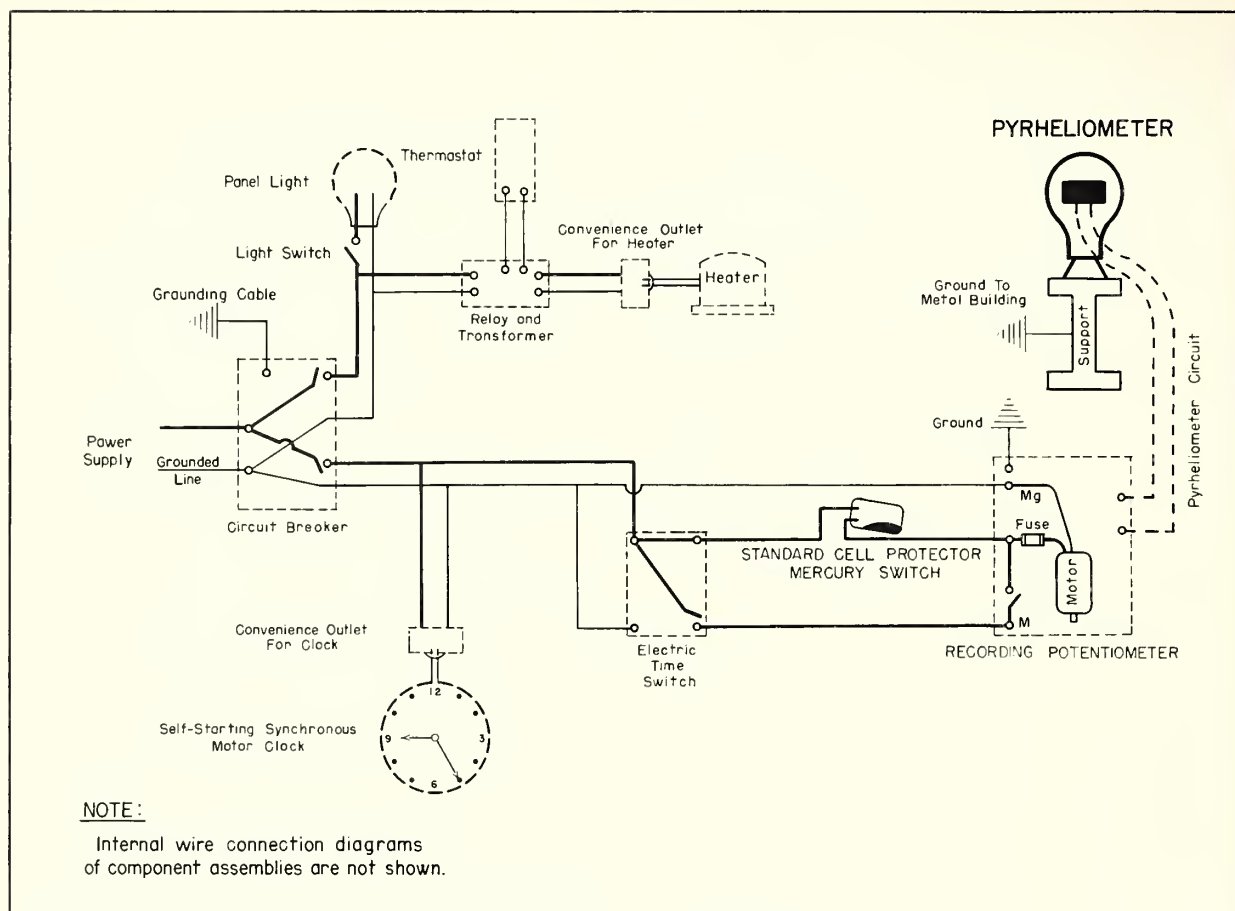 PYRHELIOMETER
Thermostat
Panel Light
Convenience Outlet
For Heater
Light Switch
Heater
Grounding Cable
Ground To
Metal Building
Relay and
Transformer
Support
Pyrheliometer Circuit
Ground
Power
Supply
Grounded
Line
Mg
Circuit Breaker
Fuse
STANDARD CELL PROTECTOR
MERCURY SWITCH
Motor
M
Convenience Outlet
For Clock
Electric
Time
Switch
RECORDING POTENTIOMETER
12
Self-Starting Synchronous
Motor Clock
9
3
6
NOTE:
Internal wire connection diagrams
of component assemblies are not shown.